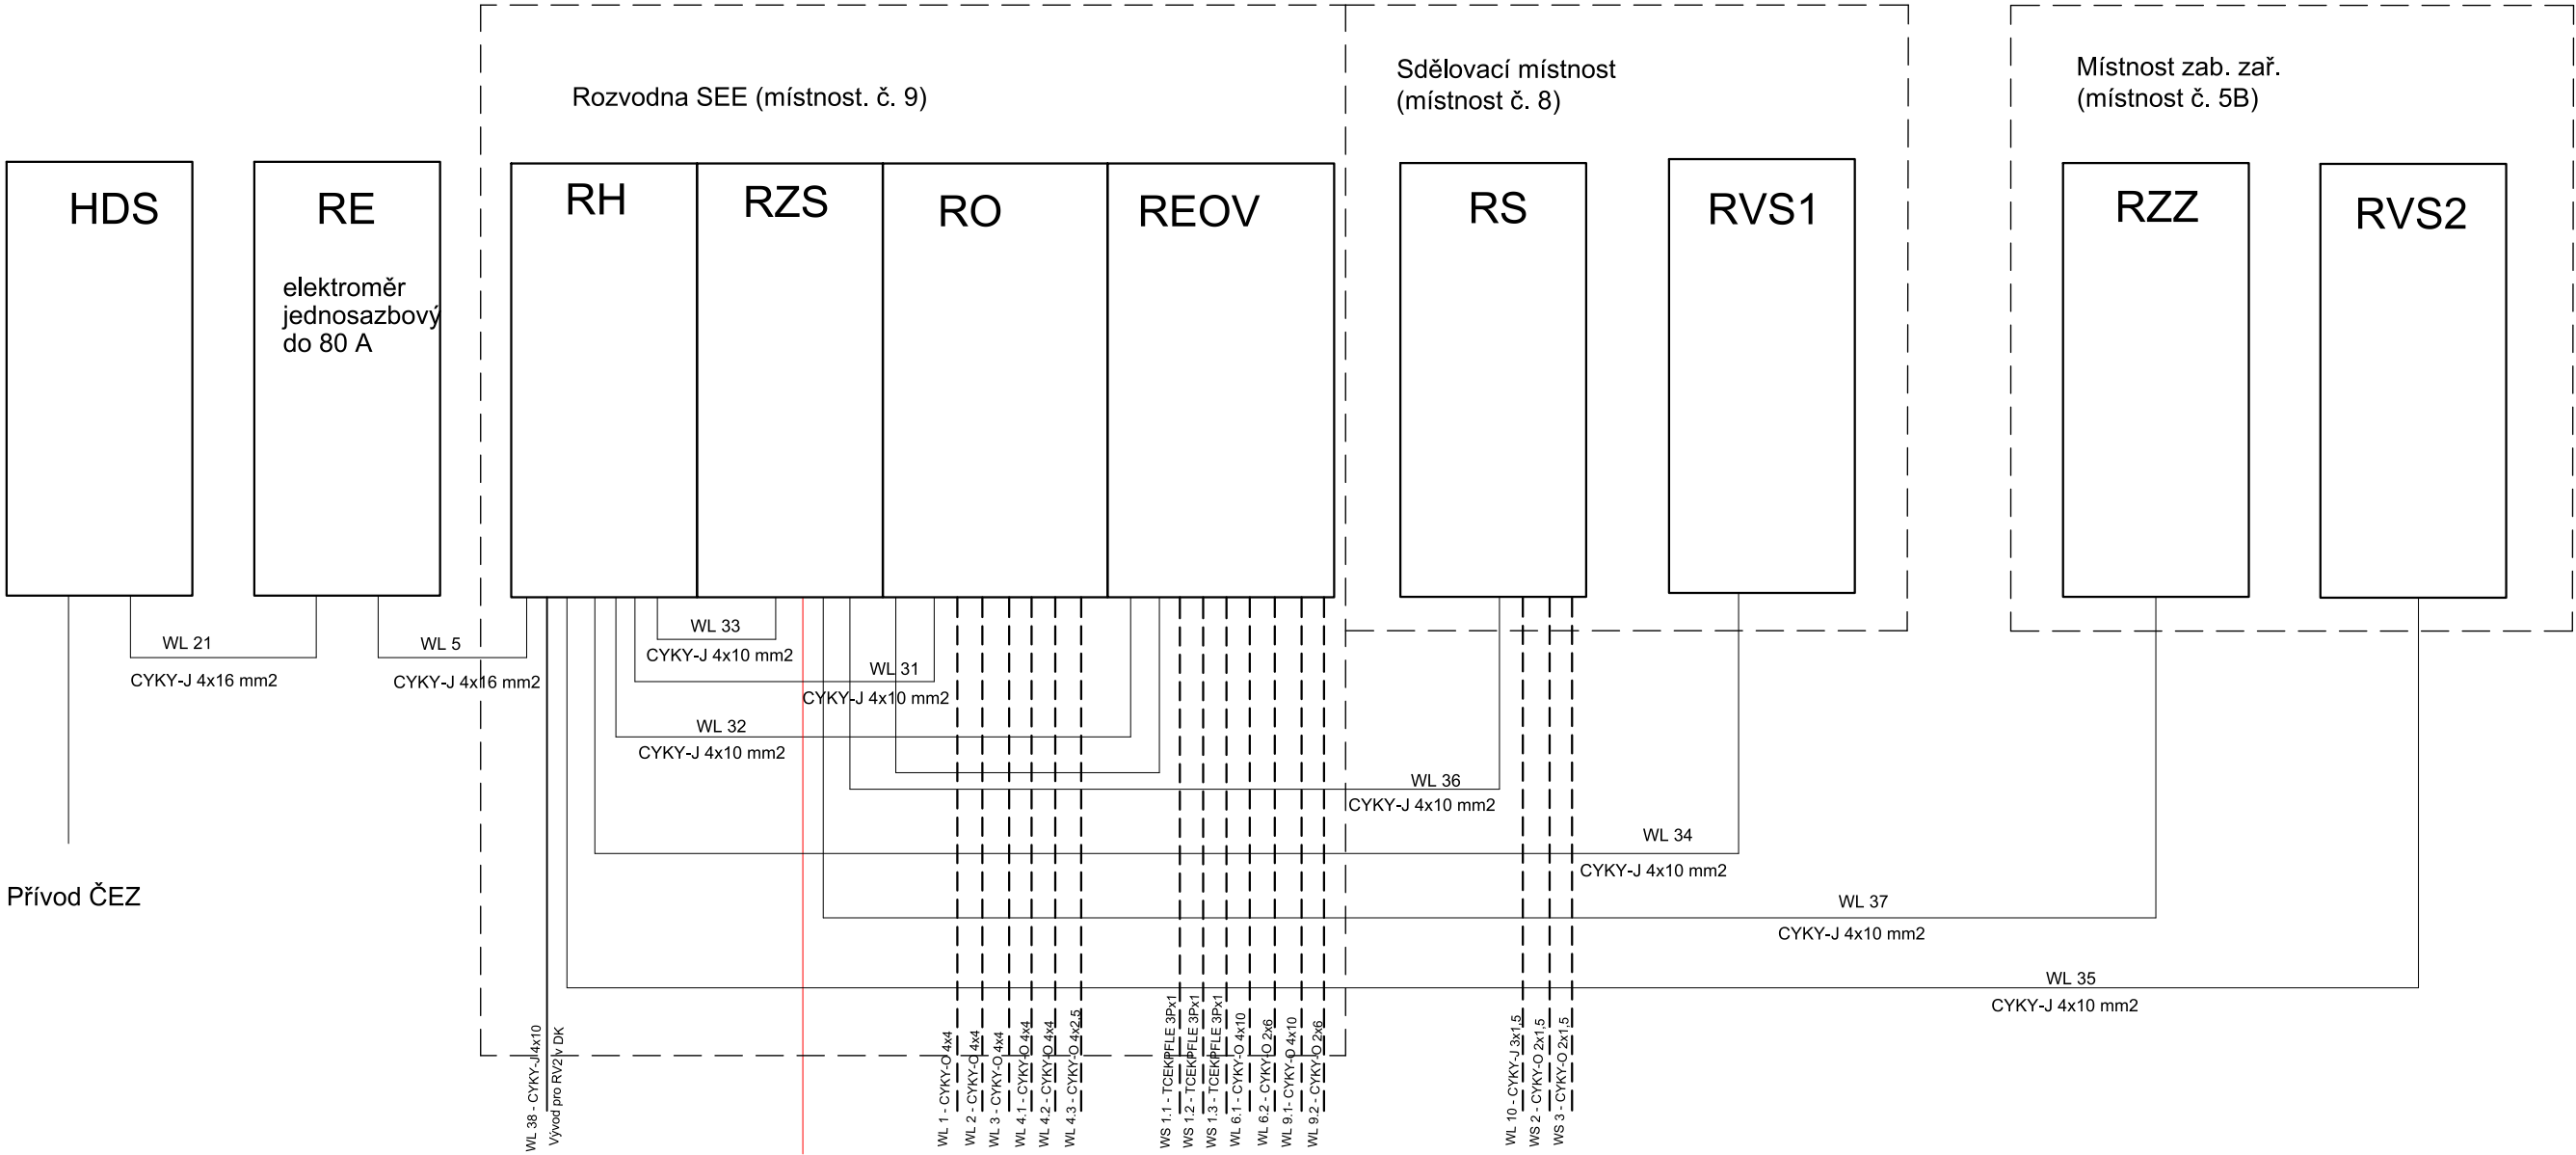 Rozvodna SEE (místnost. č. 9)
Sdělovací místnost
(místnost č. 8)
Místnost zab. zař.
(místnost č. 5B)
HDS
RE
elektroměr
jednosazbový
do 80 A
RH
RZS
RO
REOV
RS
RVS1
RZZ
RVS2
WL 21
CYKY-J 4x16 mm2
WL 5
CYKY-J 4x16 mm2
WL 33
CYKY-J 4x10 mm2
WL 31
CYKY-J 4x10 mm2
WL 32
CYKY-J 4x10 mm2
WL 36
CYKY-J 4x10 mm2
WL 34
CYKY-J 4x10 mm2
WL 37
CYKY-J 4x10 mm2
WL 35
CYKY-J 4x10 mm2
Přívod ČEZ
WL 38 - CYKY-J 4x10
Vývod pro RV2 v DK
WL 1 - CYKY-O 4x4
WL 2 - CYKY-O 4x4
WL 3 - CYKY-O 4x4
WL 4.1 - CYKY-O 4x4
WL 4.2 - CYKY-O 4x4
WL 4.3 - CYKY-O 4x2,5
WS 1.1 - TCEKPFLE 3Px1
WS 1.2 - TCEKPFLE 3Px1
WS 1.3 - TCEKPFLE 3Px1
WL 6.1 - CYKY-O 4x10
WL 6.2 - CYKY-O 2x6
WL 9.1- CYKY-O 4x10
WL 9.2 - CYKY-O 2x6
WL 10 - CYKY-J 3x1,5
WS 2 - CYKY-O 2x1,5
WS 3 - CYKY-O 2x1,5